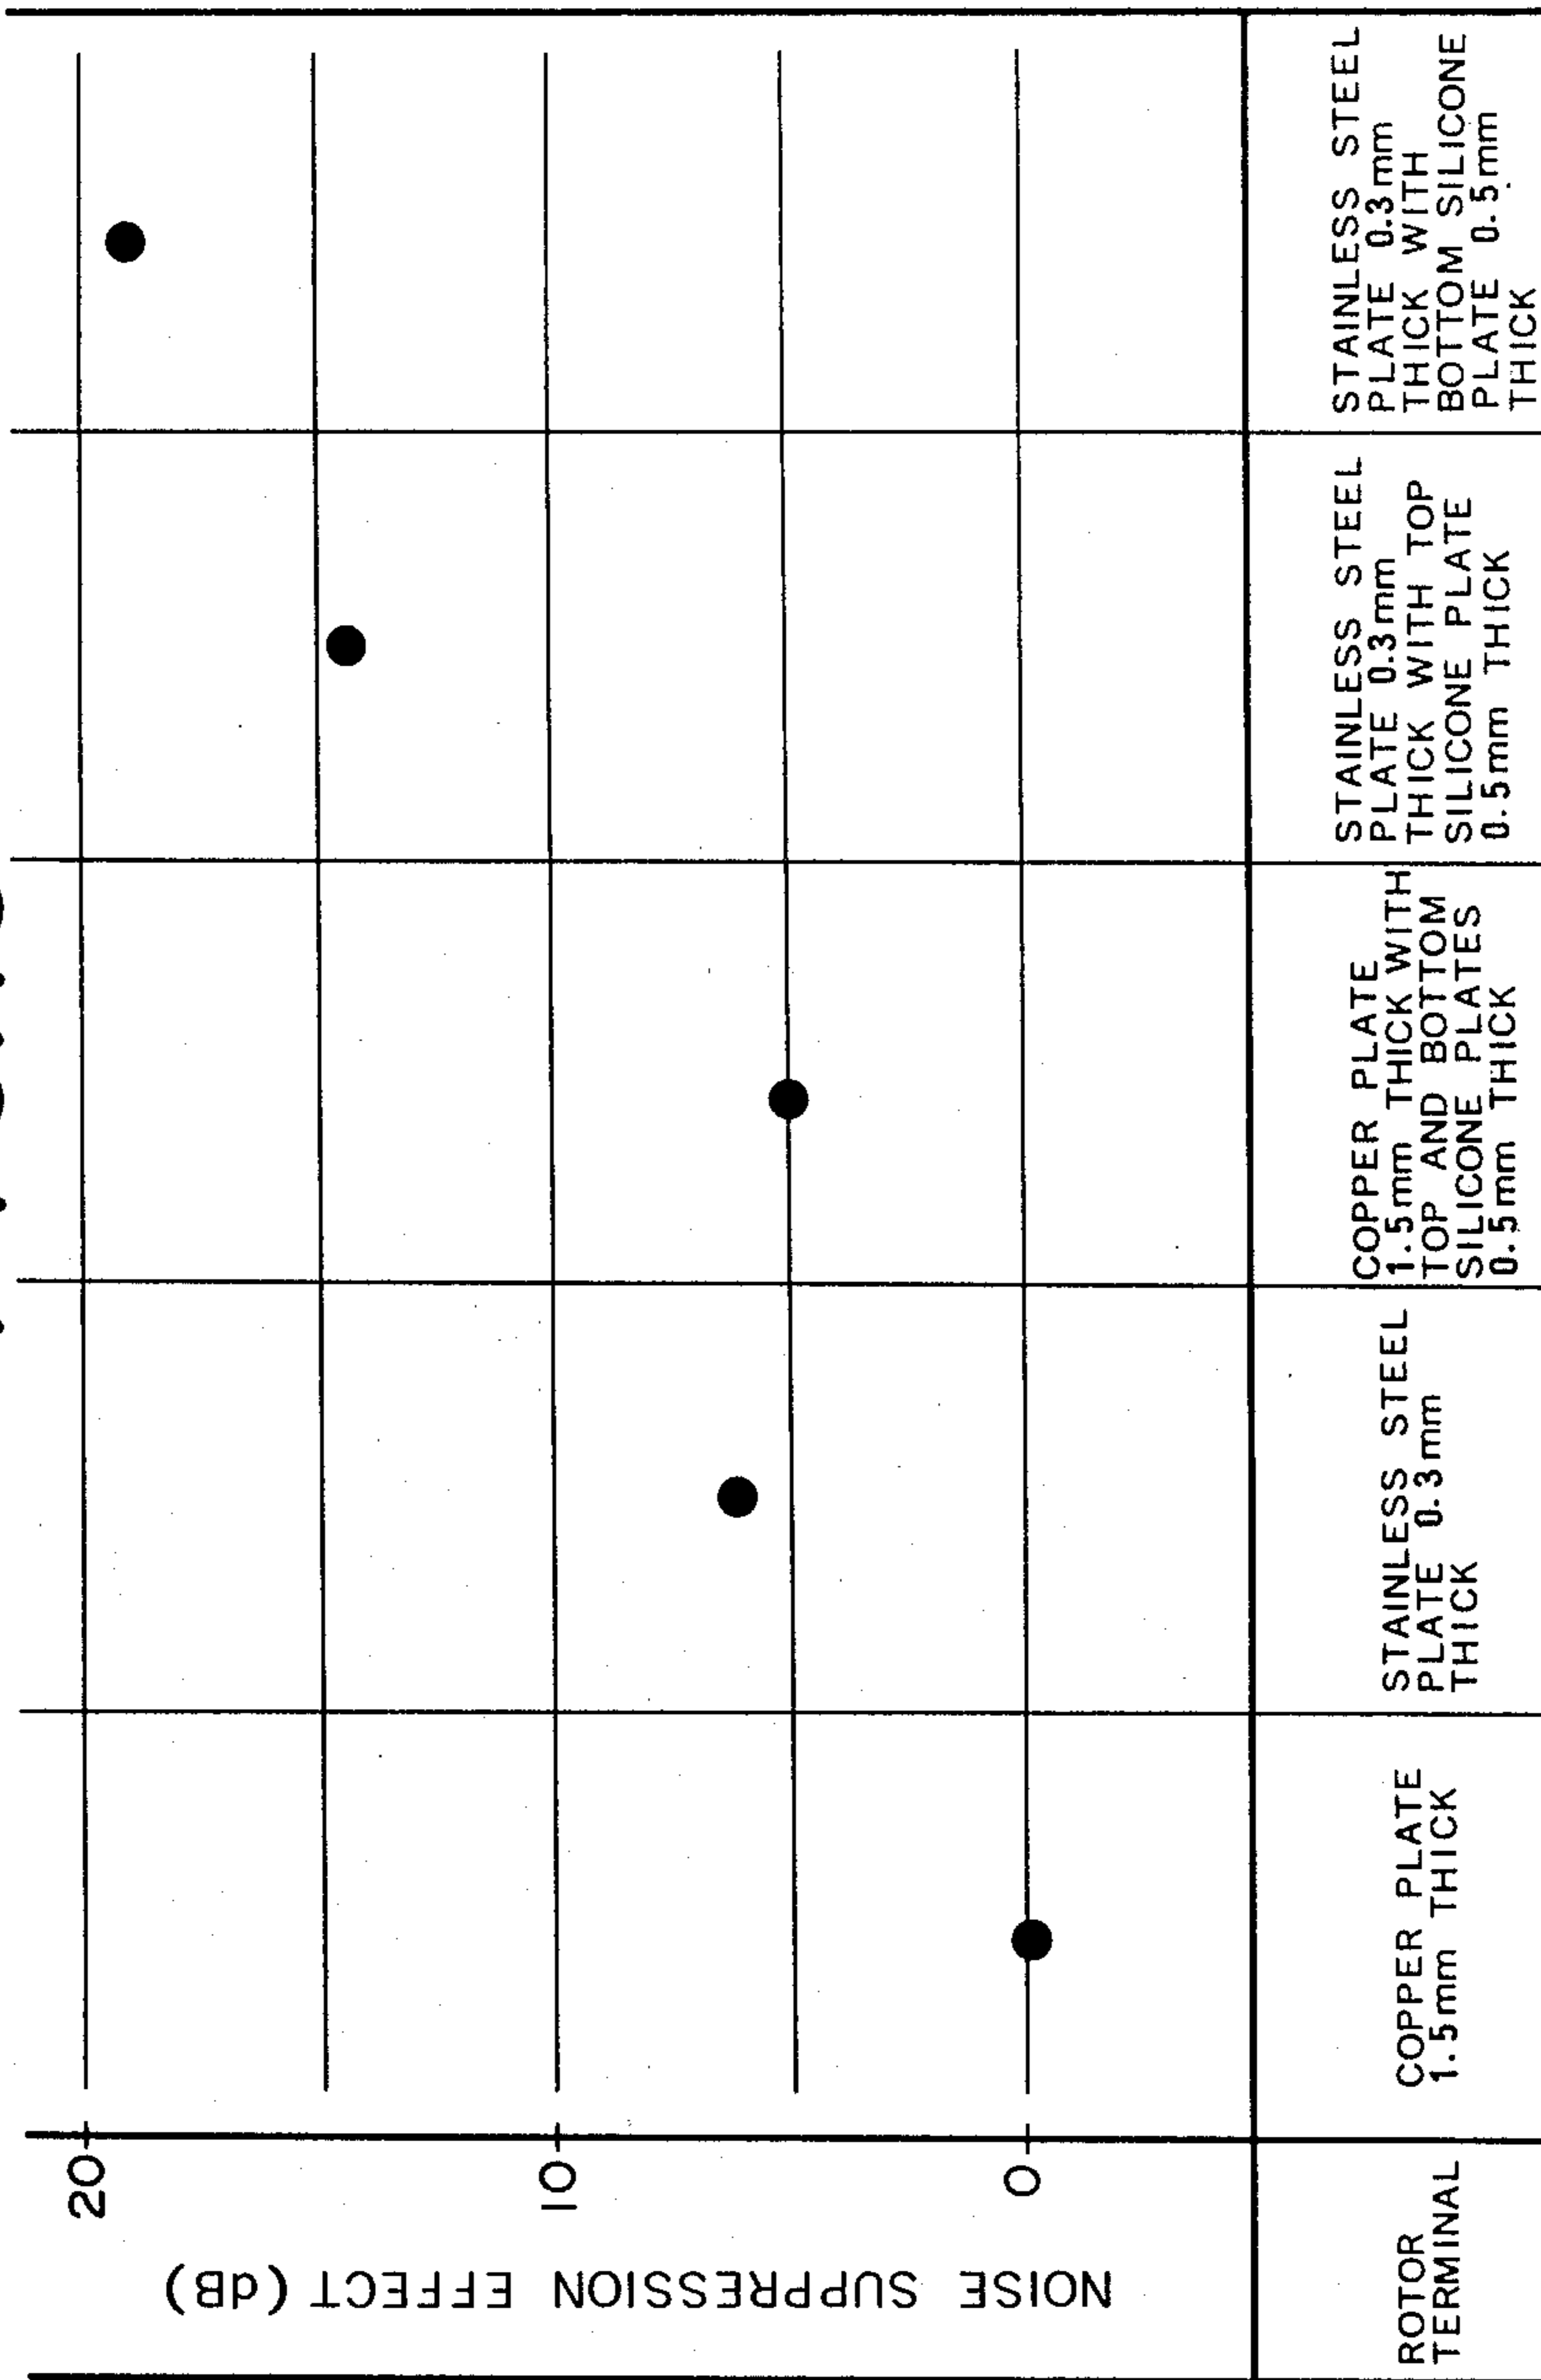 NOISE SUPPRESSION EFFECT (dB)
20
10
0
ROTOR
TERMINAL
COPPER PLATE
1.5mm THICK
STAINLESS STEEL
PLATE 0.3mm
THICK
COPPER PLATE
1.5mm THICK WITH
TOP AND BOTTOM
SILICONE PLATES
0.5mm THICK
STAINLESS STEEL
PLATE 0.3mm
THICK WITH TOP
SILICONE PLATE
0.5mm THICK
STAINLESS STEEL
PLATE 0.3mm
THICK WITH
BOTTOM SILICONE
PLATE 0.5mm
THICK